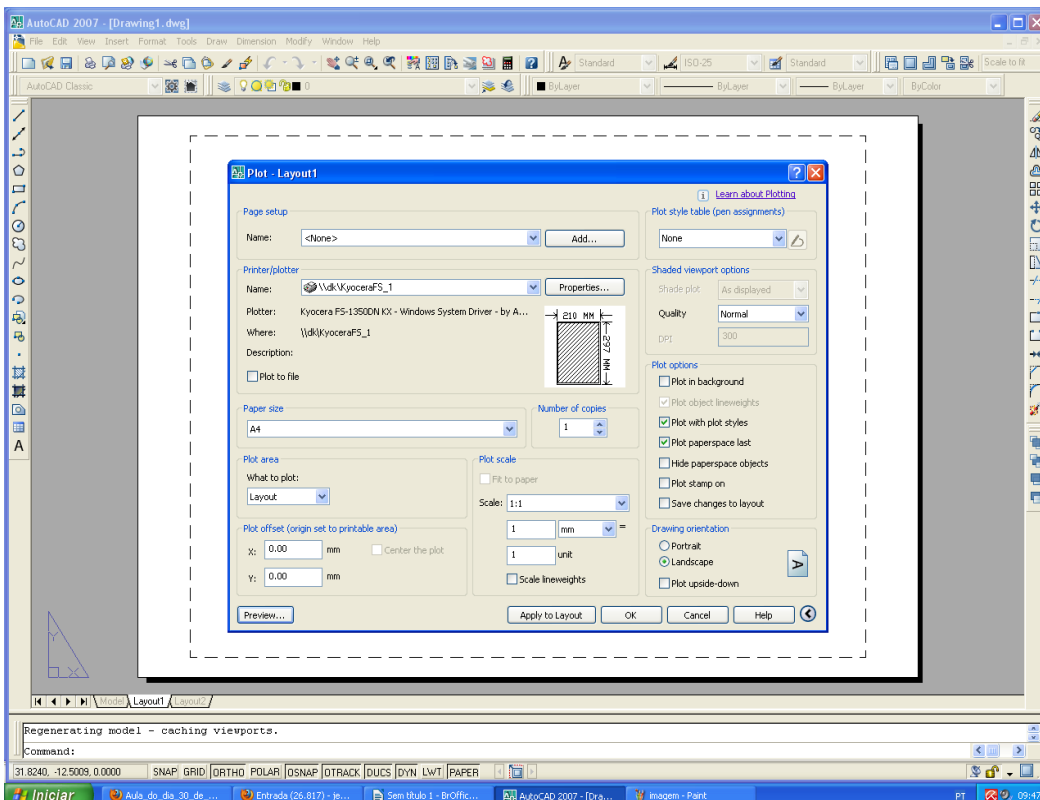 AutoCAD 2007 - [Drawing1.dwg]
File Edit View Insert Format Tools Draw Dimension Modify Window Help
Standard ISO-25 Standard Scale to fit
AutoCAD Classic 0 ByLayer ByLayer ByLayer ByColor
Plot - Layout1
Learn about Plotting
Page setup
Name: <None> Add...
Plot style table (pen assignments)
None
Printer/plotter
Name: \\dk\KyoceraFS_1 Properties...
Plotter: Kyocera FS-1350DN KX - Windows System Driver - by A...
Where: \\dk\KyoceraFS_1
Description:
Plot to file
210 MM
297 MM
Shaded viewport options
Shade plot As displayed
Quality Normal
DPI 300
Paper size
A4
Number of copies
1
Plot options
Plot in background
Plot object lineweights
Plot with plot styles
Plot paperspace last
Hide paperspace objects
Plot stamp on
Save changes to layout
Plot area
What to plot:
Layout
Plot scale
Fit to paper
Scale: 1:1
1 mm =
1 unit
Scale lineweights
Plot offset (origin set to printable area)
X: 0.00 mm Center the plot
Y: 0.00 mm
Drawing orientation
Portrait
Landscape
Plot upside-down
A
Preview... Apply to Layout OK Cancel Help
A
Y
X
Model Layout1 Layout2
Regenerating model - caching viewports.
Command:
31.8240, -12.5009, 0.0000 SNAP GRID ORTHO POLAR OSNAP OTRACK DUCS DYN LWT PAPER
Iniciar Aula_do_dia_30_de_... Entrada (26.817) - je... Sem título 1 - BrOffic... AutoCAD 2007 - [Dra... imagem - Paint PT 09:47